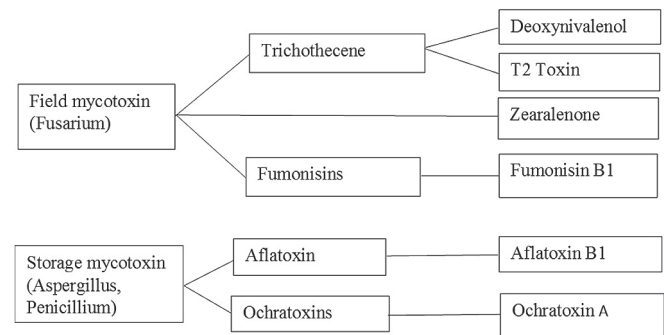 Deoxynivalenol
Trichothecene
T2 Toxin
Field mycotoxin
(Fusarium)
Zearalenone
Fumonisins
Fumonisin B1
Storage mycotoxin
(Aspergillus,
Penicillium)
Aflatoxin
Aflatoxin B1
Ochratoxins
Ochratoxin A